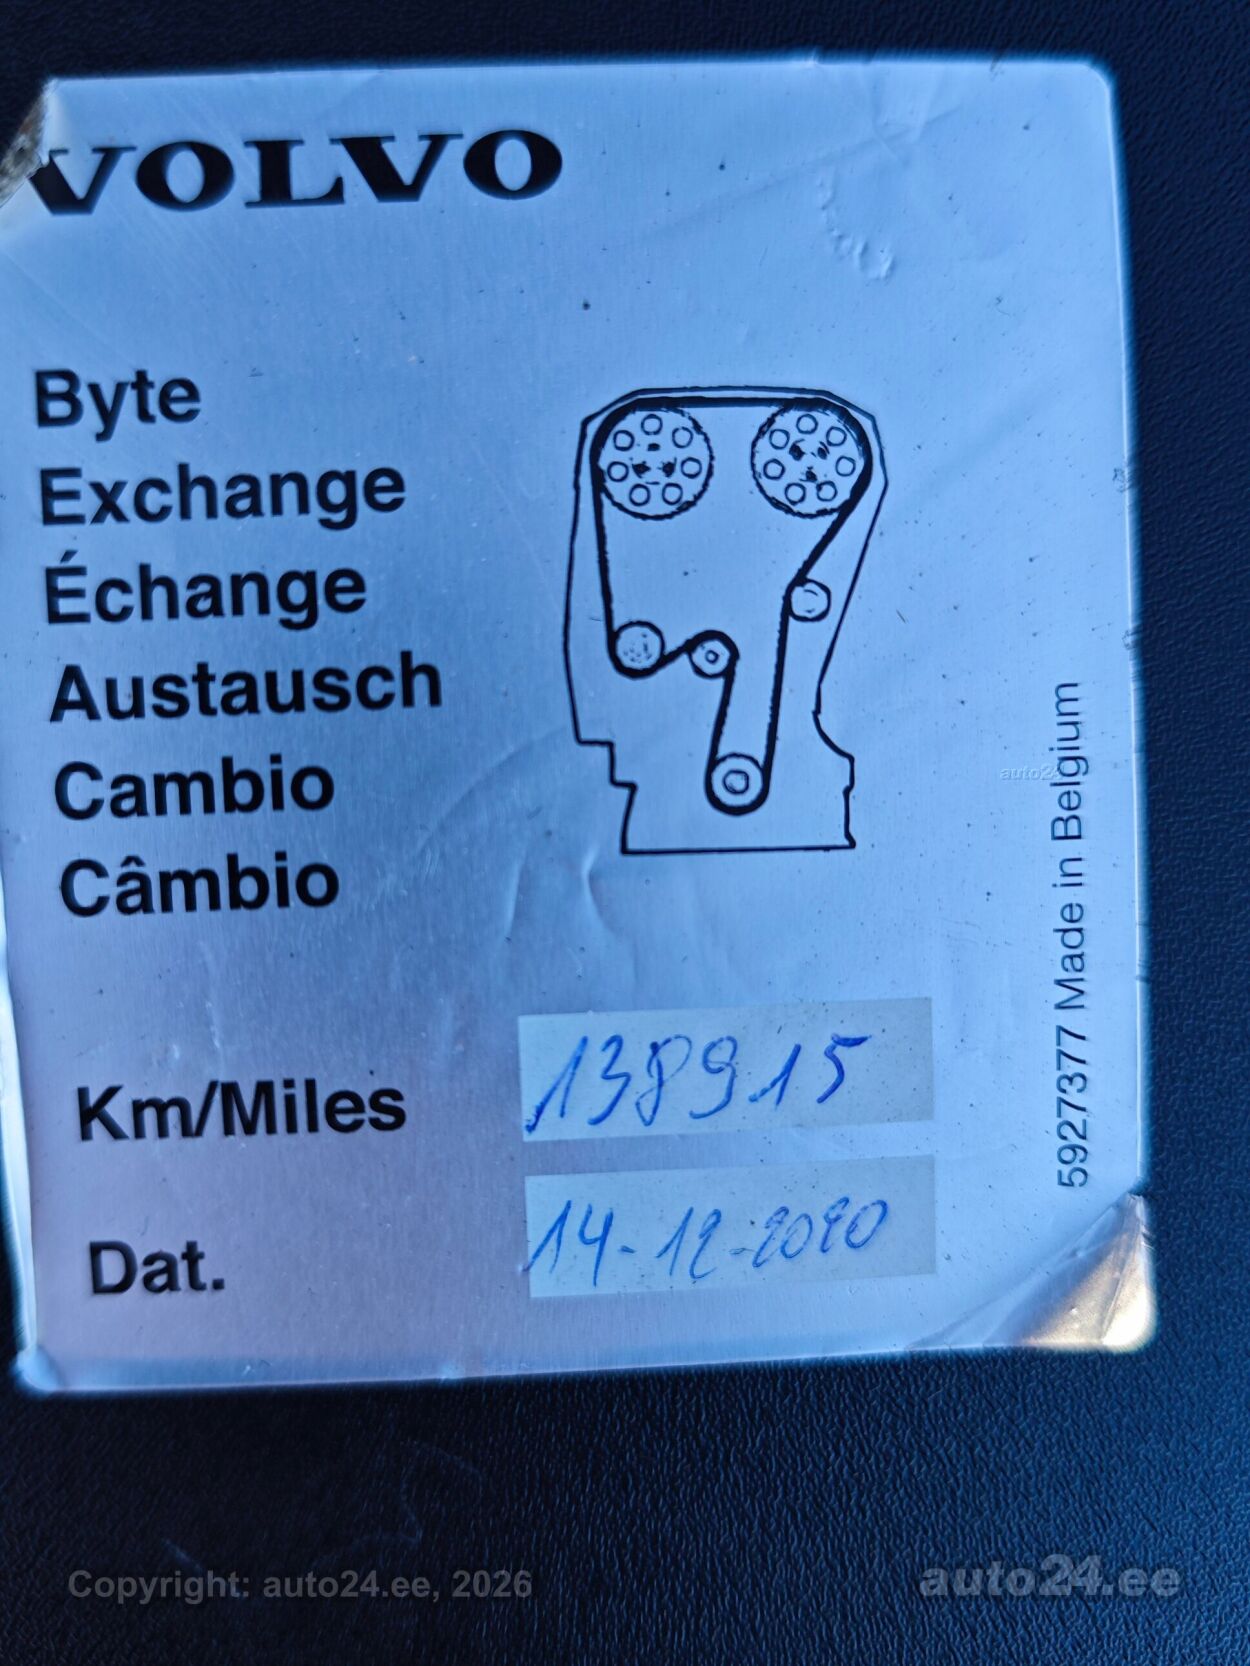 VOLVO
Byte
Exchange
Échange
Austausch
Cambio
Câmbio
Km/Miles 138915
Dat. 14-12-2020
5927377 Made in Belgium
auto24
Copyright: auto24.ee, 2026
auto24.ee